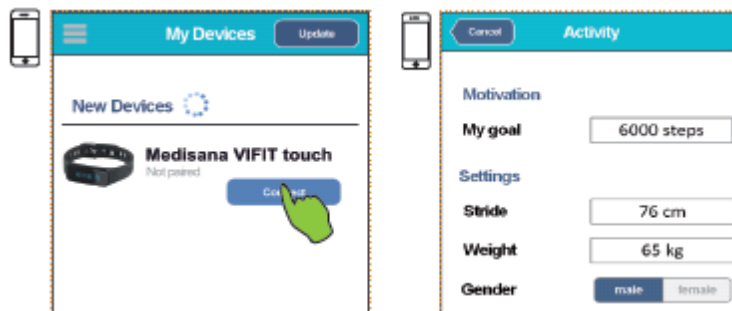 My Devices Update
New Devices
Medisana VIFIT touch
Not paired
Connect
Cancel Activity
Motivation
My goal 6000 steps
Settings
Stride 76 cm
Weight 65 kg
Gender male female